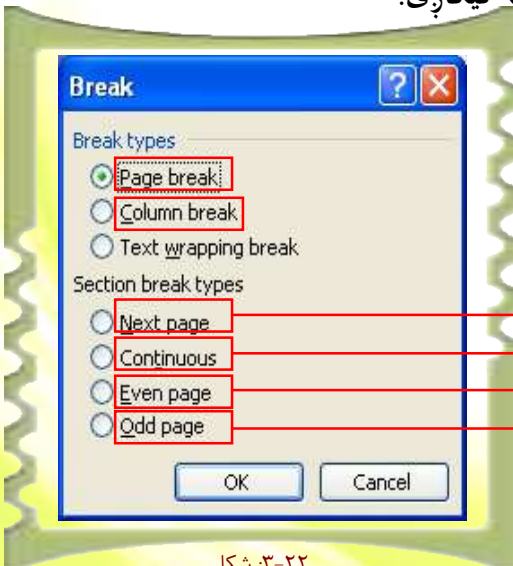 Break
Break types
Page break
Column break
Text wrapping break
Section break types
Next page
Continuous
Even page
Odd page
OK Cancel